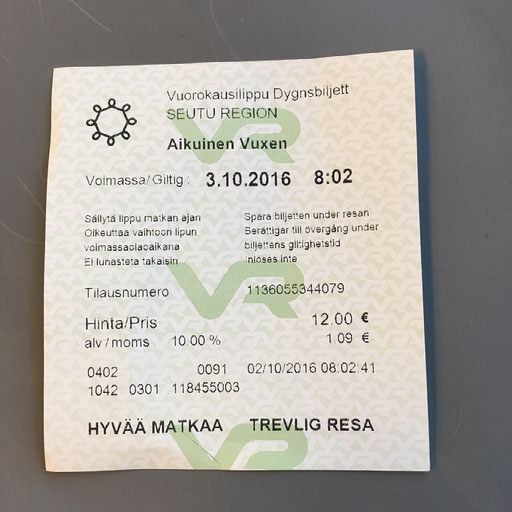 Vuorokausilippu Dygnsbiljett
SEUTU REGION
Aikuinen Vuxen
Voimassa/Giltig: 3.10.2016 8:02
Säilytä lippu matkan ajan
Oikeuttaa vaihtoon lipun
voimassaoloaikana
Ei lunasteta takaisin
Spara biljetten under resan
Berättigar till övergång under
biljettens giltighetstid
Inlöses inte
Tilausnumero 1136055344079
Hinta/Pris 12.00 €
alv/moms 10.00 % 1.09 €
0402 0091 02/10/2016 08:02:41
1042 0301 118455003
HYVÄÄ MATKAA TREVLIG RESA
VR
VR
VR